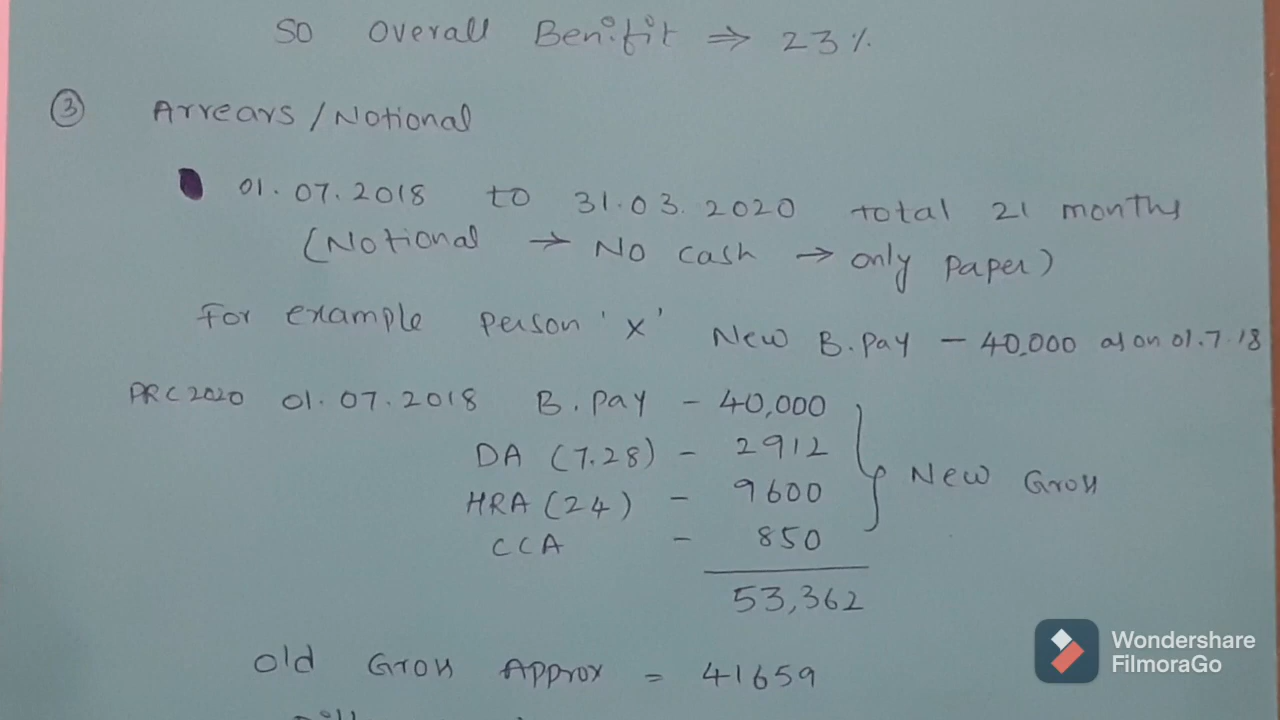 So Overall Benifit ⇒ 23%
③ Arrears/Notional
01.07.2018 to 31.03.2020 total 21 months
(Notional → No cash → only paper)
For example person 'x' New B.pay – 40,000 as on 01.7.18
PRC2020 01.07.2018 B.pay – 40,000
DA (7.28) – 2912
HRA (24) – 9600
New Gross
CCA – 850
53,362
Old Gross Approx = 41659
Wondershare
FilmoraGo